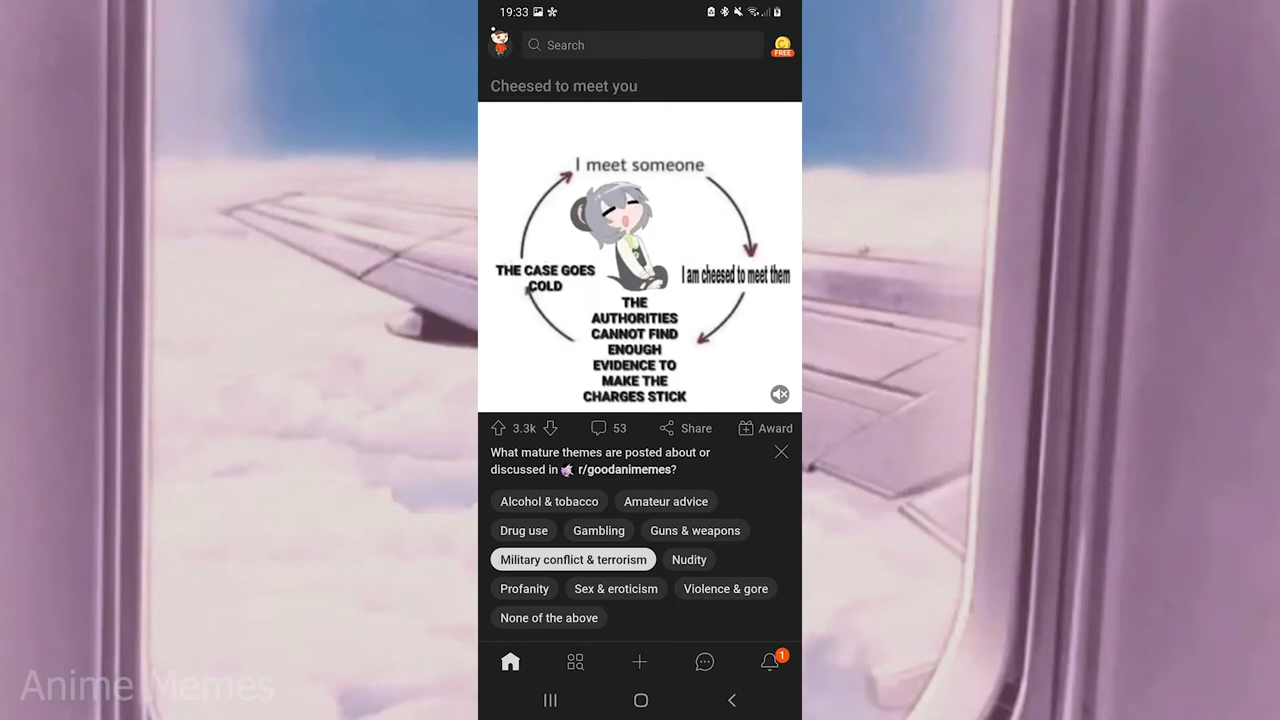 19:33
Search
FREE
Cheesed to meet you
I meet someone
THE CASE GOES
COLD
I am cheesed to meet them
THE
AUTHORITIES
CANNOT FIND
ENOUGH
EVIDENCE TO
MAKE THE
CHARGES STICK
3.3k 53 Share Award
What mature themes are posted about or
discussed in r/goodanimemes?
Alcohol & tobacco Amateur advice
Drug use Gambling Guns & weapons
Military conflict & terrorism Nudity
Profanity Sex & eroticism Violence & gore
None of the above
1
Anime Memes